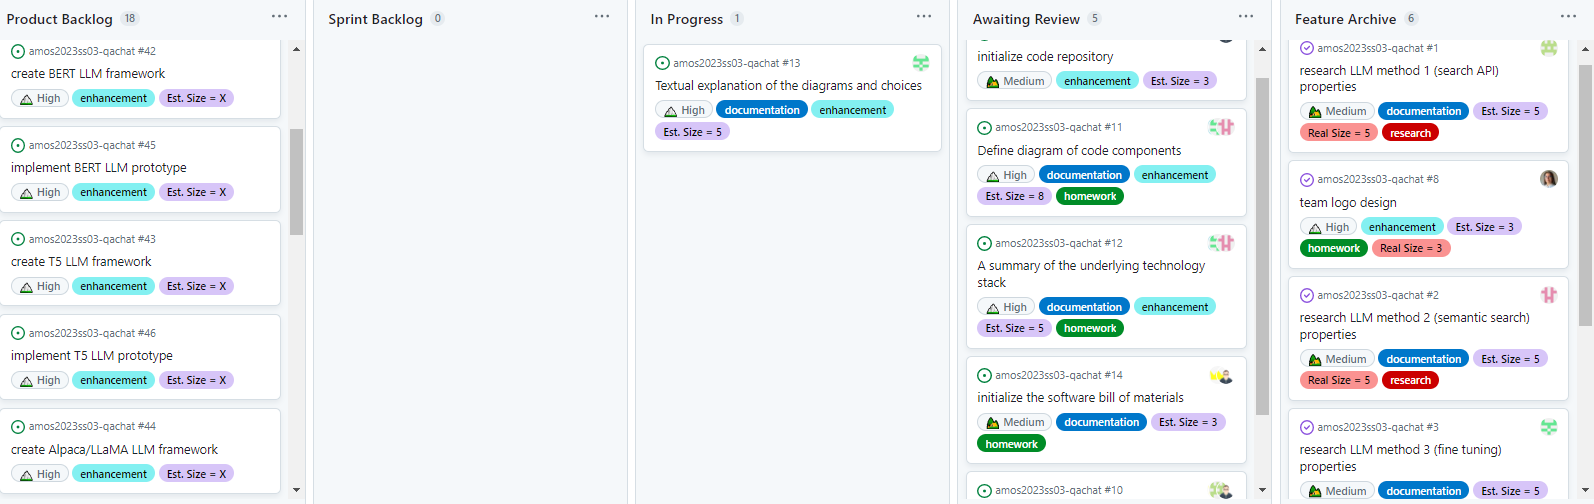 Product Backlog 18
amos2023ss03-qachat #42
create BERT LLM framework
High enhancement Est. Size = X
amos2023ss03-qachat #45
implement BERT LLM prototype
High enhancement Est. Size = X
amos2023ss03-qachat #43
create T5 LLM framework
High enhancement Est. Size = X
amos2023ss03-qachat #46
implement T5 LLM prototype
High enhancement Est. Size = X
amos2023ss03-qachat #44
create Alpaca/LLaMA LLM framework
High enhancement Est. Size = X
Sprint Backlog 0
In Progress 1
amos2023ss03-qachat #13
Textual explanation of the diagrams and choices
High documentation enhancement
Est. Size = 5
Awaiting Review 5
initialize code repository
Medium enhancement Est. Size = 3
amos2023ss03-qachat #11
Define diagram of code components
High documentation enhancement
Est. Size = 8 homework
amos2023ss03-qachat #12
A summary of the underlying technology
stack
High documentation enhancement
Est. Size = 5 homework
amos2023ss03-qachat #14
initialize the software bill of materials
Medium documentation Est. Size = 3
homework
amos2023ss03-qachat #10
Feature Archive 6
amos2023ss03-qachat #1
research LLM method 1 (search API)
properties
Medium documentation Est. Size = 5
Real Size = 5 research
amos2023ss03-qachat #8
team logo design
High enhancement Est. Size = 3
homework Real Size = 3
amos2023ss03-qachat #2
research LLM method 2 (semantic search)
properties
Medium documentation Est. Size = 5
Real Size = 5 research
amos2023ss03-qachat #3
research LLM method 3 (fine tuning)
properties
Medium documentation Est. Size = 5